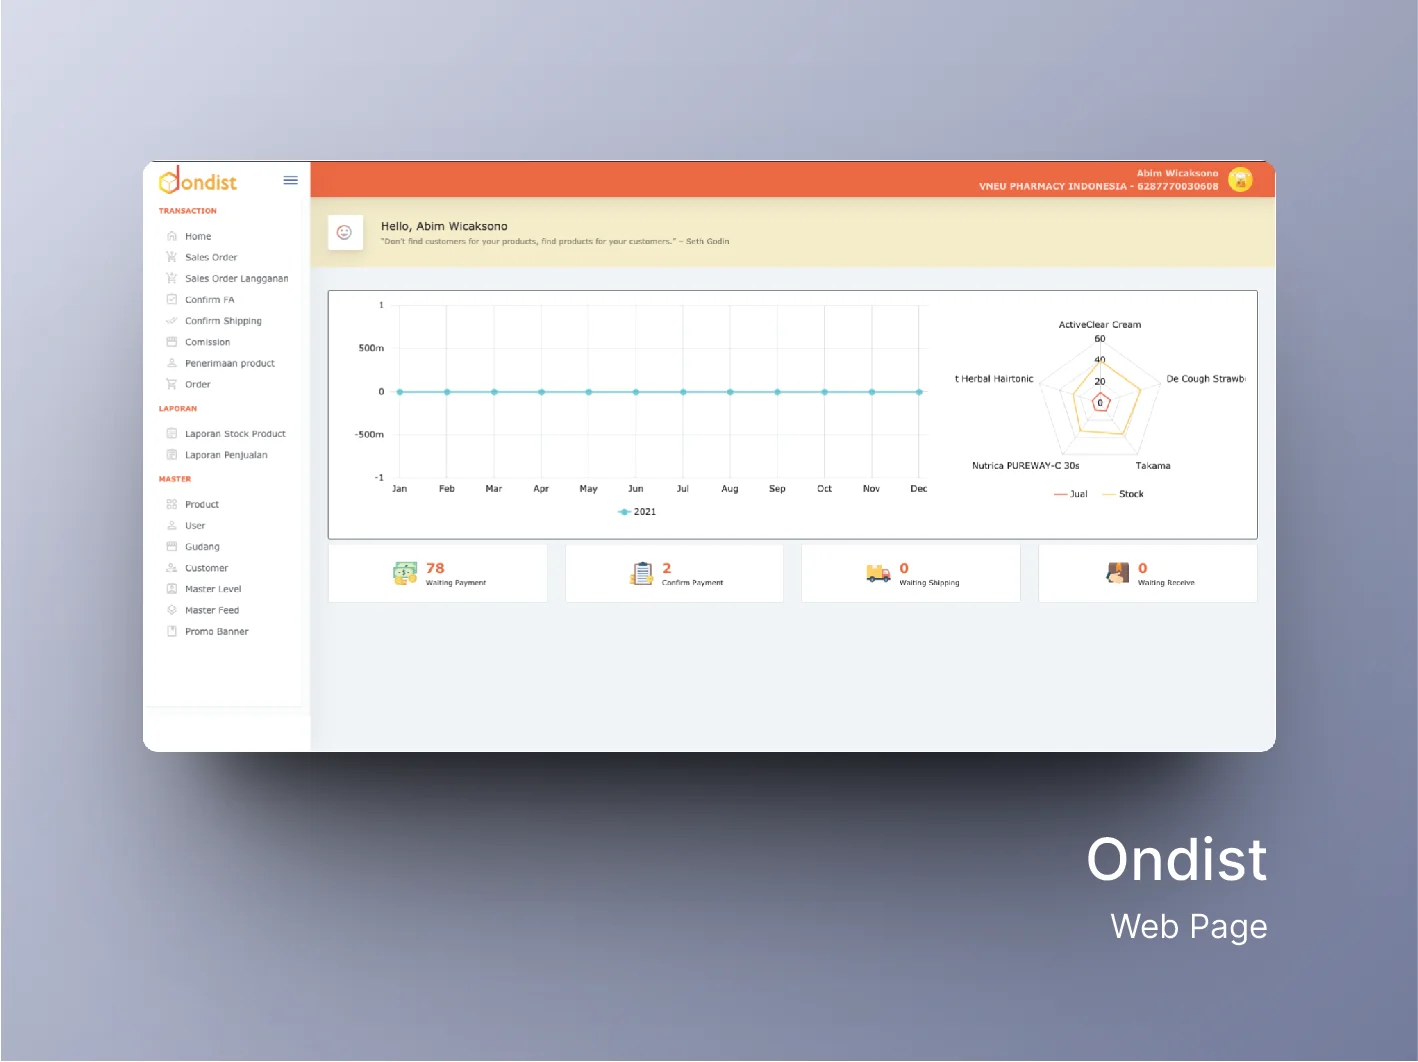 ondist
Abim Wicaksono
VNEU PHARMACY INDONESIA - 6287770030608
TRANSACTION
Home
Sales Order
Sales Order Langganan
Confirm FA
Confirm Shipping
Comission
Penerimaan product
Order
LAPORAN
Laporan Stock Product
Laporan Penjualan
MASTER
Product
User
Gudang
Customer
Master Level
Master Feed
Promo Banner
Hello, Abim Wicaksono
"Don't find customers for your products, find products for your customers." – Seth Godin
1
500m
0
-500m
-1
Jan Feb Mar Apr May Jun Jul Aug Sep Oct Nov Dec
2021
ActiveClear Cream
60
40
20
0
t Herbal Hairtonic
De Cough Strawb
Nutrica PUREWAY-C 30s
Takama
Jual Stock
78
Waiting Payment
2
Confirm Payment
0
Waiting Shipping
0
Waiting Receive
Ondist
Web Page